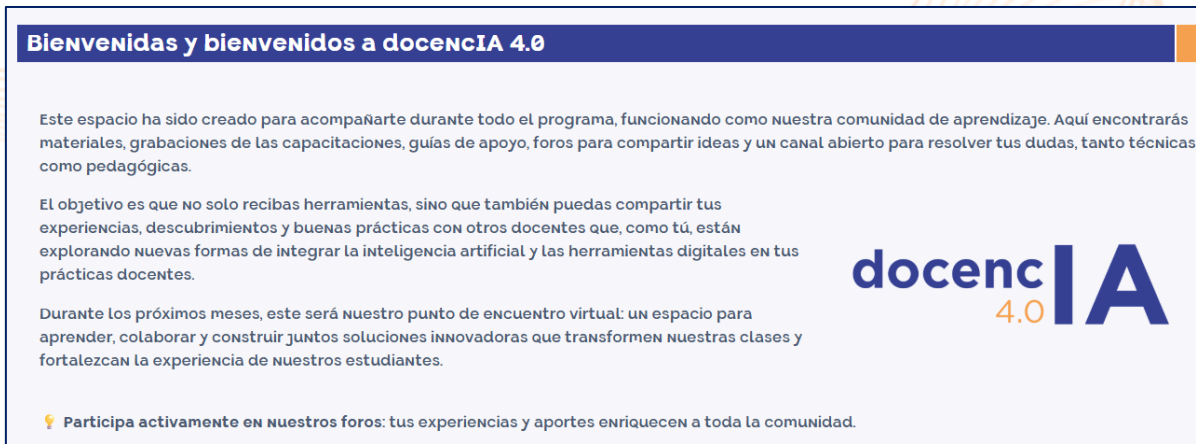 Bienvenidas y bienvenidos a docencIA 4.0
Este espacio ha sido creado para acompañarte durante todo el programa, funcionando como nuestra comunidad de aprendizaje. Aquí encontrarás
materiales, grabaciones de las capacitaciones, guías de apoyo, foros para compartir ideas y un canal abierto para resolver tus dudas, tanto técnicas
como pedagógicas.
El objetivo es que no solo recibas herramientas, sino que también puedas compartir tus
experiencias, descubrimientos y buenas prácticas con otros docentes que, como tú, están
explorando nuevas formas de integrar la inteligencia artificial y las herramientas digitales en tus
prácticas docentes.
Durante los próximos meses, este será nuestro punto de encuentro virtual: un espacio para
aprender, colaborar y construir juntos soluciones innovadoras que transformen nuestras clases y
fortalezcan la experiencia de nuestros estudiantes.
docencIA
4.0
💡 Participa activamente en nuestros foros: tus experiencias y aportes enriquecen a toda la comunidad.